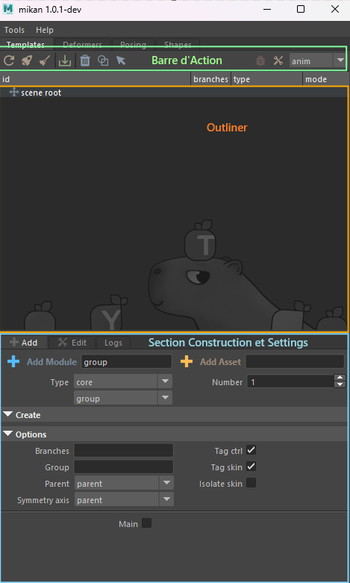 mikan 1.0.1-dev
Tools Help
Templates Deformers Posing Shapes
Barre d'Action anim
id branches type mode
scene root
Outliner
T
Y
Add Edit Logs Section Construction et Settings
Add Module group Add Asset
Type core Number 1
group
Create
Options
Branches Tag ctrl
Group Tag skin
Parent parent Isolate skin
Symmetry axis parent
Main